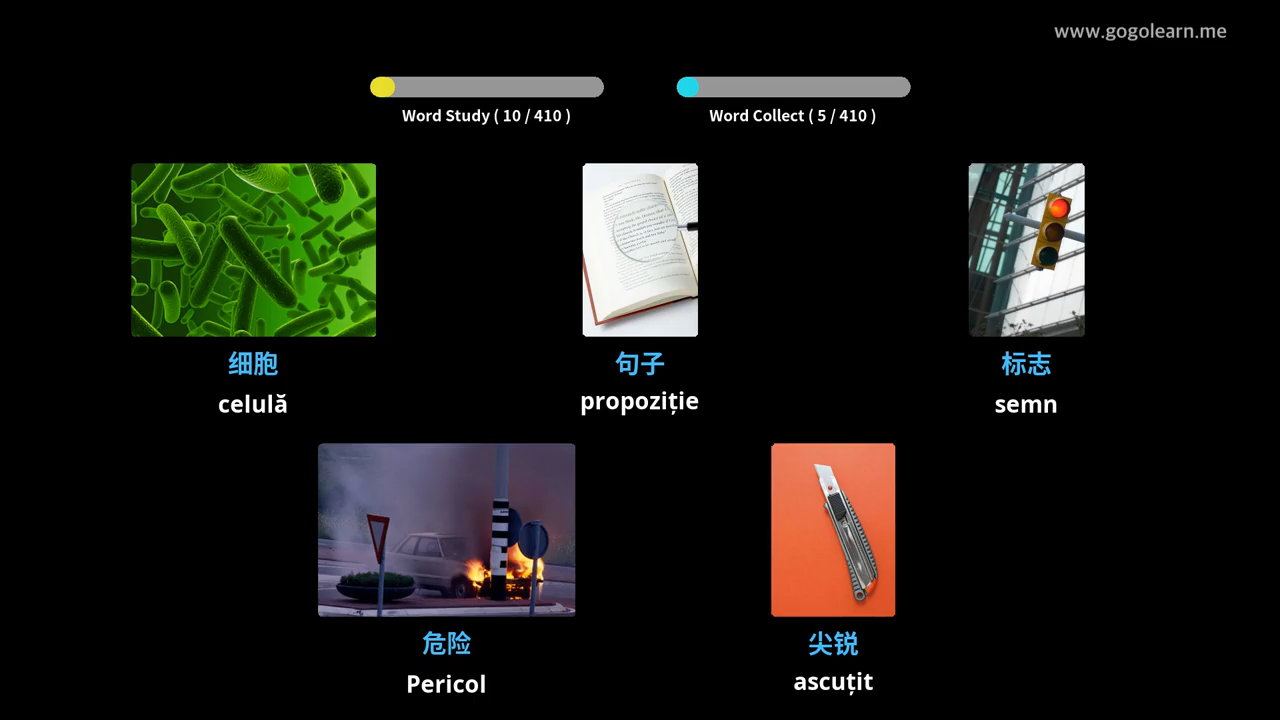 www.gogolearn.me
Word Study ( 10 / 410 )
Word Collect ( 5 / 410 )
细胞
celulă
句子
propoziție
标志
semn
危险
Pericol
尖锐
ascuțit